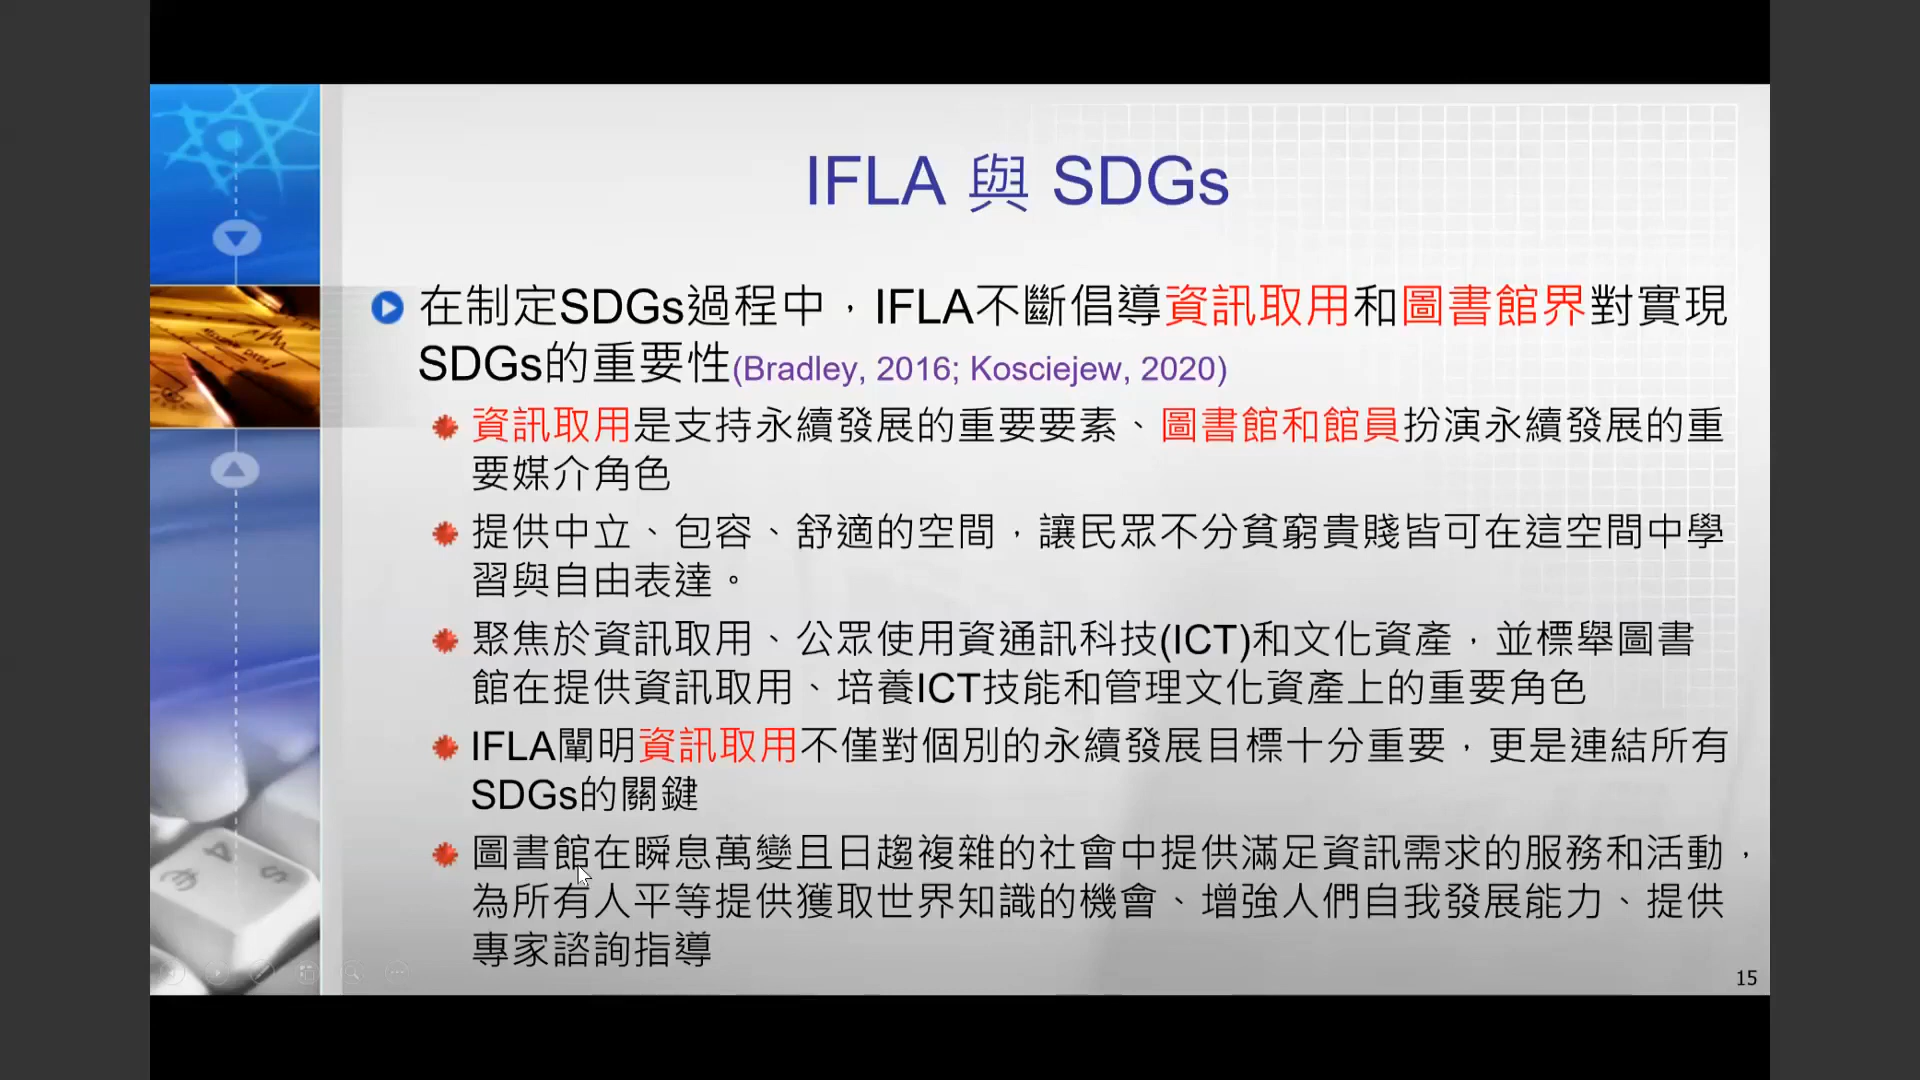 IFLA 與 SDGs
在制定SDGs過程中，IFLA不斷倡導資訊取用和圖書館界對實現
SDGs的重要性(Bradley, 2016; Kosciejew, 2020)
資訊取用是支持永續發展的重要要素、圖書館和館員扮演永續發展的重
要媒介角色
提供中立、包容、舒適的空間，讓民眾不分貧窮貴賤皆可在這空間中學
習與自由表達。
聚焦於資訊取用、公眾使用資通訊科技(ICT)和文化資產，並標舉圖書
館在提供資訊取用、培養ICT技能和管理文化資產上的重要角色
IFLA闡明資訊取用不僅對個別的永續發展目標十分重要，更是連結所有
SDGs的關鍵
圖書館在瞬息萬變且日趨複雜的社會中提供滿足資訊需求的服務和活動，
為所有人平等提供獲取世界知識的機會、增強人們自我發展能力、提供
專家諮詢指導
15